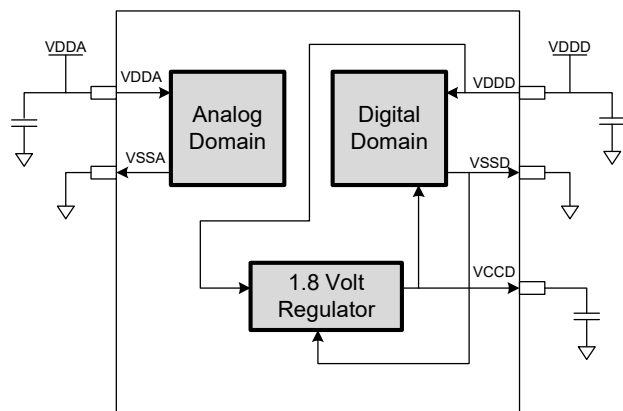 VDDA
VDDD
VDDA
VDDD
Analog
Domain
Digital
Domain
VSSA
VSSD
1.8 Volt
Regulator
VCCD